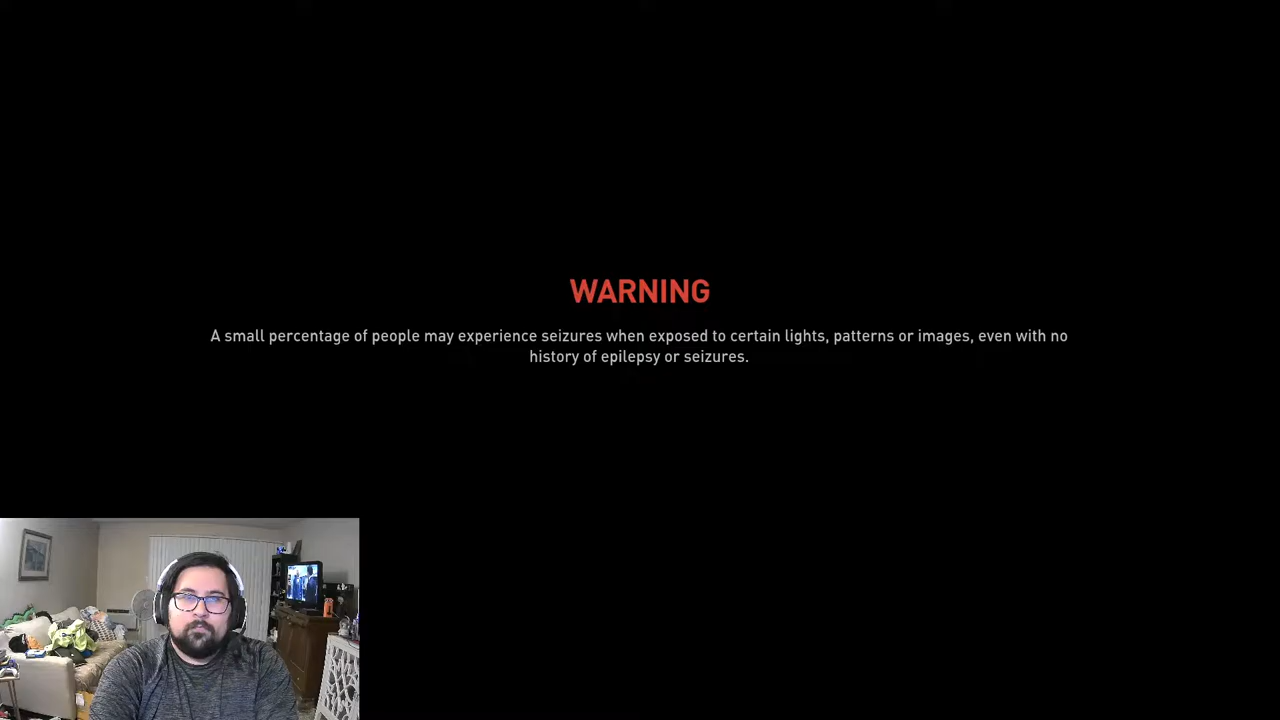 WARNING
A small percentage of people may experience seizures when exposed to certain lights, patterns or images, even with no
history of epilepsy or seizures.